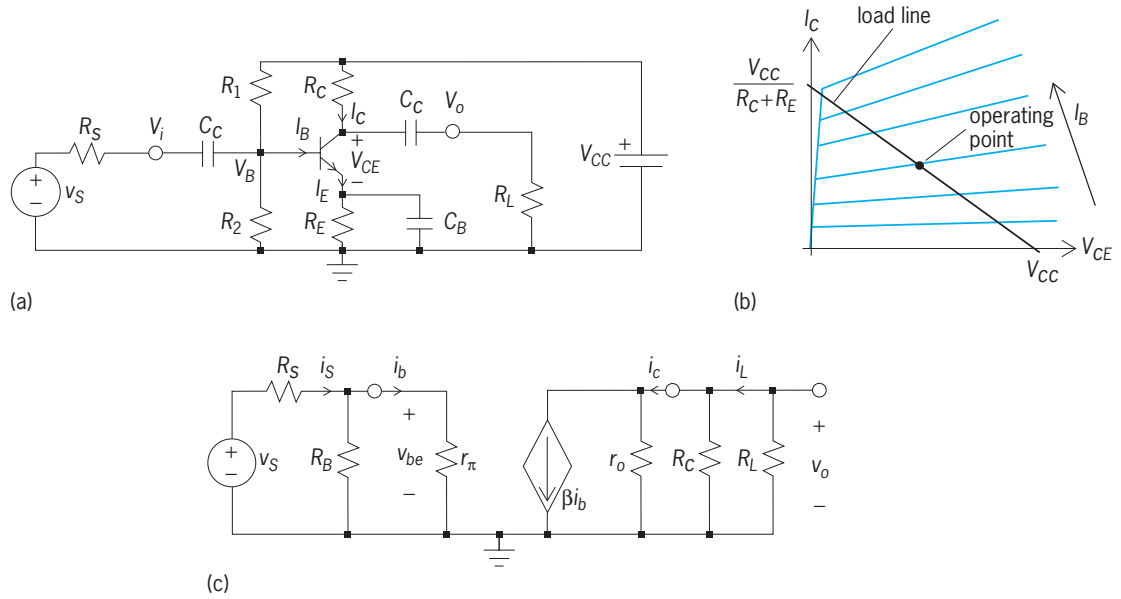 R1
RC
IC
CC
Vo
RS
Vi
CC
VB
IB
+
VCE
−
IE
vS
+
−
R2
RE
CB
RL
VCC
+
(a)
IC
load line
VCC
RC+RE
operating
point
IB
VCC
VCE
(b)
RS
iS
ib
ic
iL
+
−
vS
RB
+
vbe
−
rπ
βib
ro
RC
RL
+
vo
−
(c)